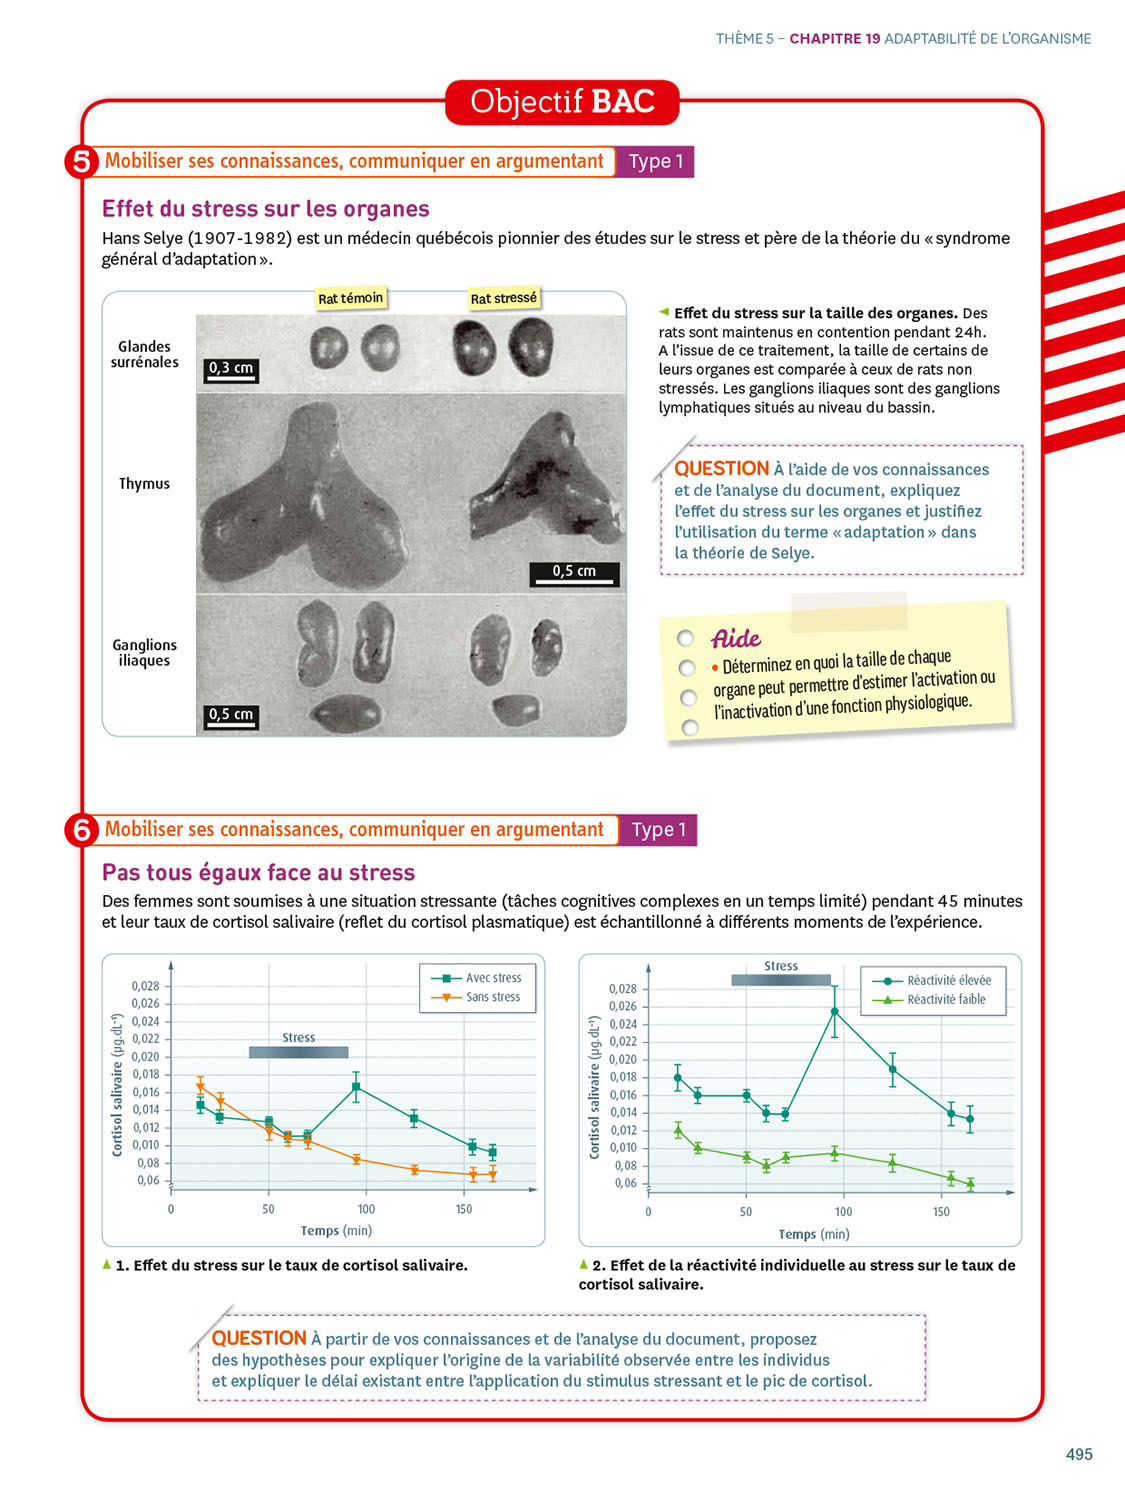 THÈME 5 – CHAPITRE 19 ADAPTABILITÉ DE L'ORGANISME
Objectif BAC
5 Mobiliser ses connaissances, communiquer en argumentant Type 1
Effet du stress sur les organes
Hans Selye (1907-1982) est un médecin québécois pionnier des études sur le stress et père de la théorie du « syndrome
général d'adaptation ».
Rat témoin
Rat stressé
Glandes
surrénales
0,3 cm
Thymus
0,5 cm
Ganglions
iliaques
0,5 cm
Effet du stress sur la taille des organes. Des
rats sont maintenus en contention pendant 24h.
A l'issue de ce traitement, la taille de certains de
leurs organes est comparée à ceux de rats non
stressés. Les ganglions iliaques sont des ganglions
lymphatiques situés au niveau du bassin.
QUESTION À l'aide de vos connaissances
et de l'analyse du document, expliquez
l'effet du stress sur les organes et justifiez
l'utilisation du terme « adaptation » dans
la théorie de Selye.
Aide
• Déterminez en quoi la taille de chaque
organe peut permettre d'estimer l'activation ou
l'inactivation d'une fonction physiologique.
6 Mobiliser ses connaissances, communiquer en argumentant Type 1
Pas tous égaux face au stress
Des femmes sont soumises à une situation stressante (tâches cognitives complexes en un temps limité) pendant 45 minutes
et leur taux de cortisol salivaire (reflet du cortisol plasmatique) est échantillonné à différents moments de l'expérience.
Cortisol salivaire (µg.dL⁻¹)
0,028
0,026
0,024
0,022
0,020
0,018
0,016
0,014
0,012
0,010
0,08
0,06
Avec stress
Sans stress
Stress
0 50 100 150
Temps (min)
1. Effet du stress sur le taux de cortisol salivaire.
Cortisol salivaire (µg.dL⁻¹)
0,028
0,026
0,024
0,022
0,020
0,018
0,016
0,014
0,012
0,010
0,08
0,06
Stress
Réactivité élevée
Réactivité faible
0 50 100 150
Temps (min)
2. Effet de la réactivité individuelle au stress sur le taux de
cortisol salivaire.
QUESTION À partir de vos connaissances et de l'analyse du document, proposez
des hypothèses pour expliquer l'origine de la variabilité observée entre les individus
et expliquer le délai existant entre l'application du stimulus stressant et le pic de cortisol.
495